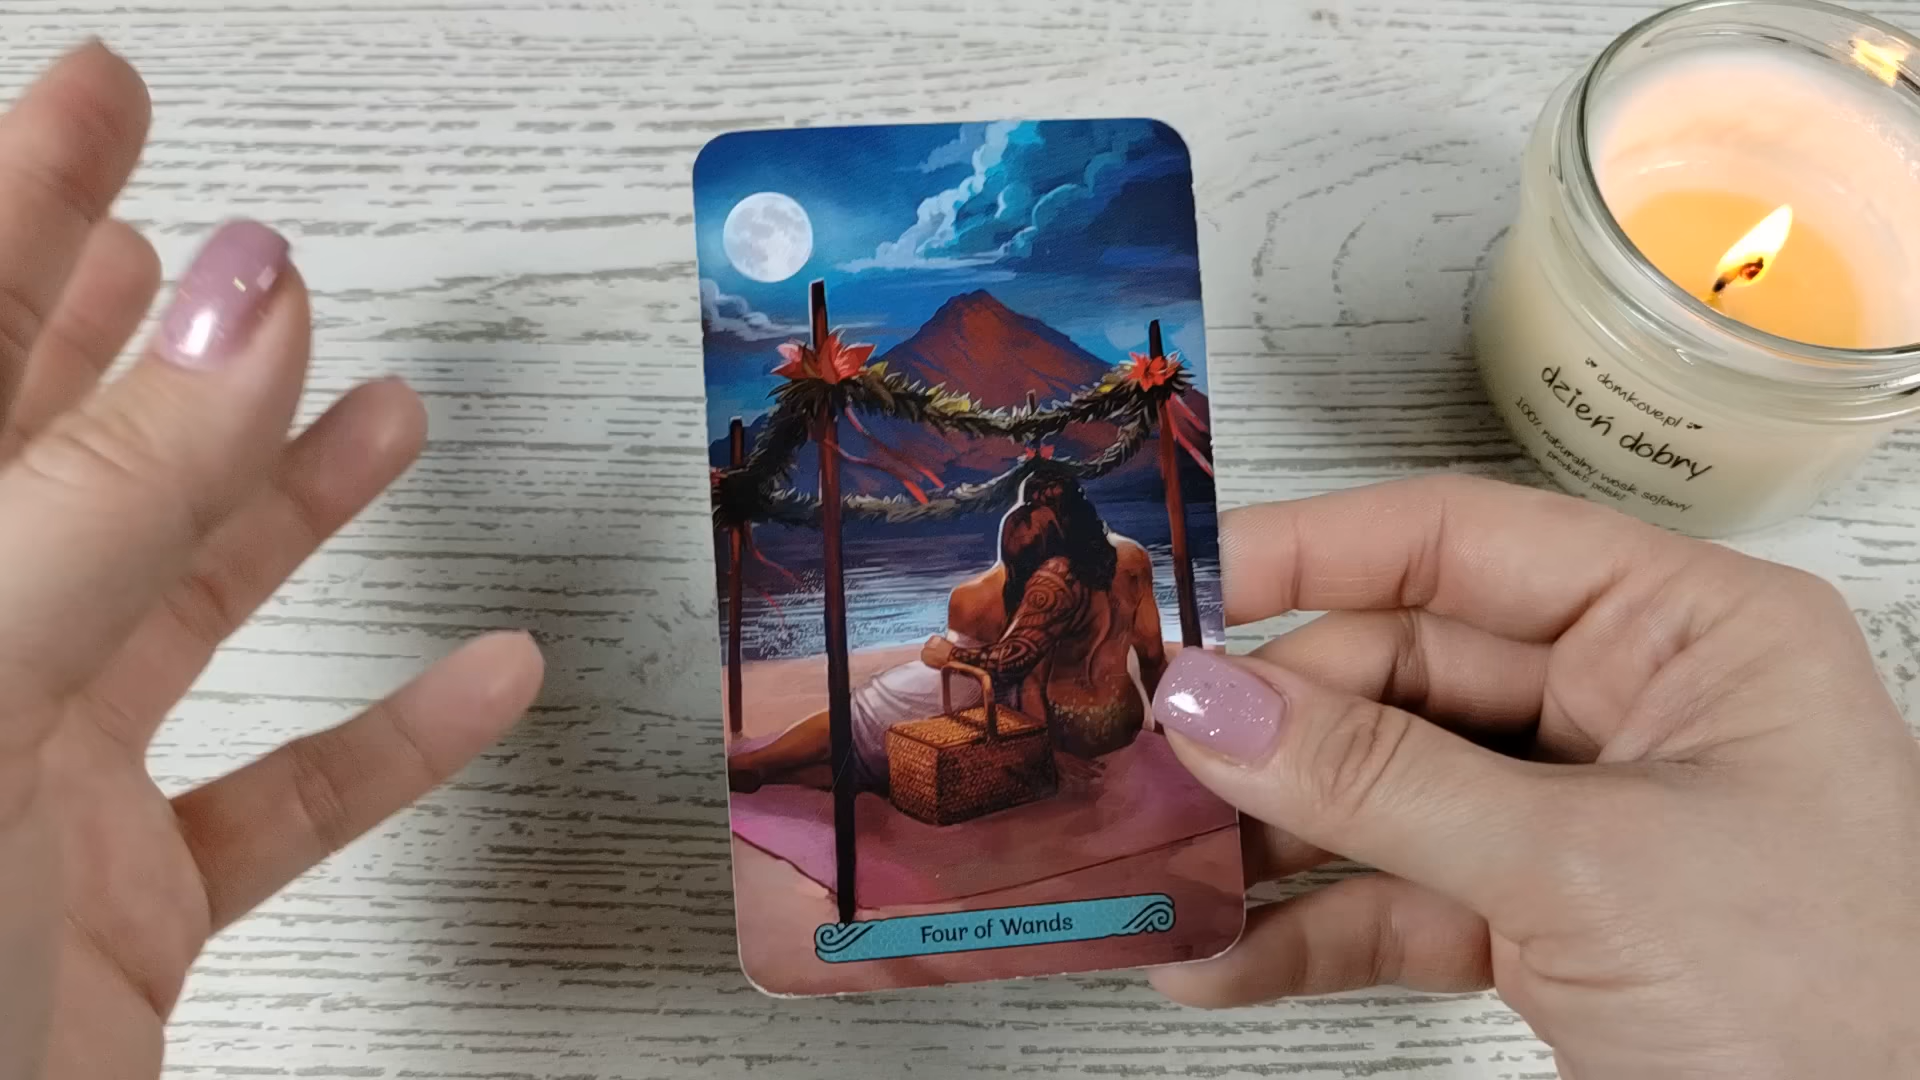 Four of Wands
domkove.pl
dzień dobry
100% naturalny wosk sojowy
produkt polski